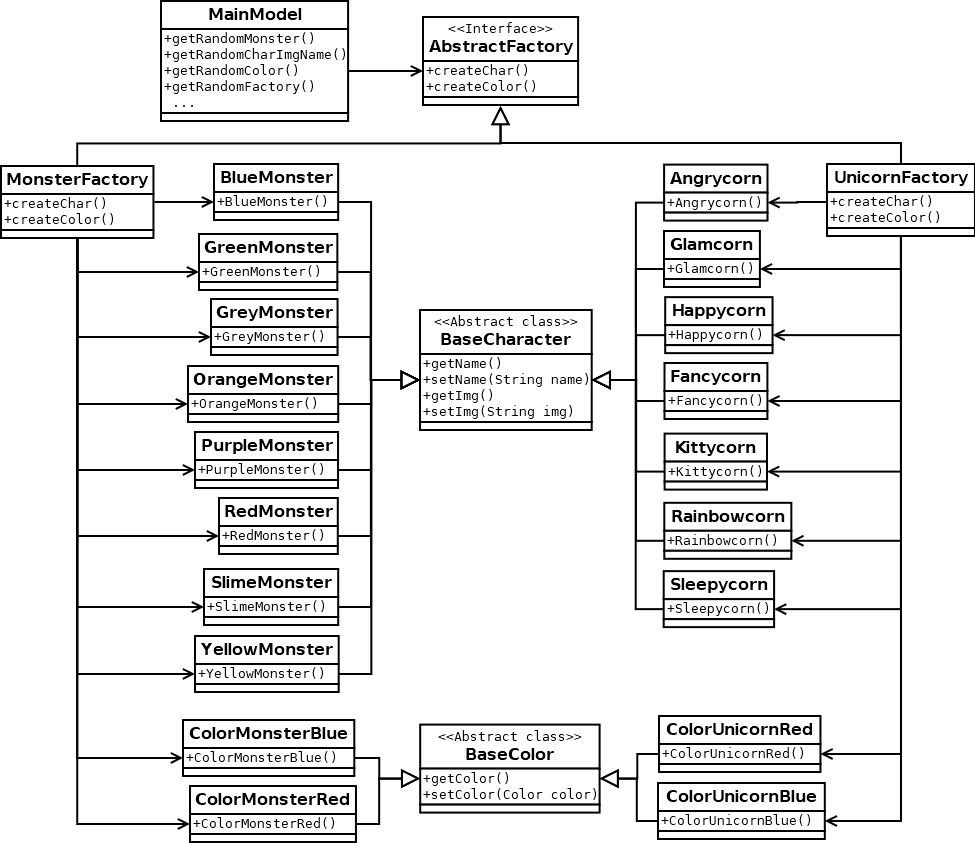 MainModel
+getRandomMonster()
+getRandomCharImgName()
+getRandomColor()
+getRandomFactory()
...
<<Interface>>
AbstractFactory
+createChar()
+createColor()
MonsterFactory
+createChar()
+createColor()
BlueMonster
+BlueMonster()
GreenMonster
+GreenMonster()
GreyMonster
+GreyMonster()
OrangeMonster
+OrangeMonster()
PurpleMonster
+PurpleMonster()
RedMonster
+RedMonster()
SlimeMonster
+SlimeMonster()
YellowMonster
+YellowMonster()
ColorMonsterBlue
+ColorMonsterBlue()
ColorMonsterRed
+ColorMonsterRed()
<<Abstract class>>
BaseCharacter
+getName()
+setName(String name)
+getImg()
+setImg(String img)
<<Abstract class>>
BaseColor
+getColor()
+setColor(Color color)
Angrycorn
+Angrycorn()
Glamcorn
+Glamcorn()
Happycorn
+Happycorn()
Fancycorn
+Fancycorn()
Kittycorn
+Kittycorn()
Rainbowcorn
+Rainbowcorn()
Sleepycorn
+Sleepycorn()
ColorUnicornRed
+ColorUnicornRed()
ColorUnicornBlue
+ColorUnicornBlue()
UnicornFactory
+createChar()
+createColor()